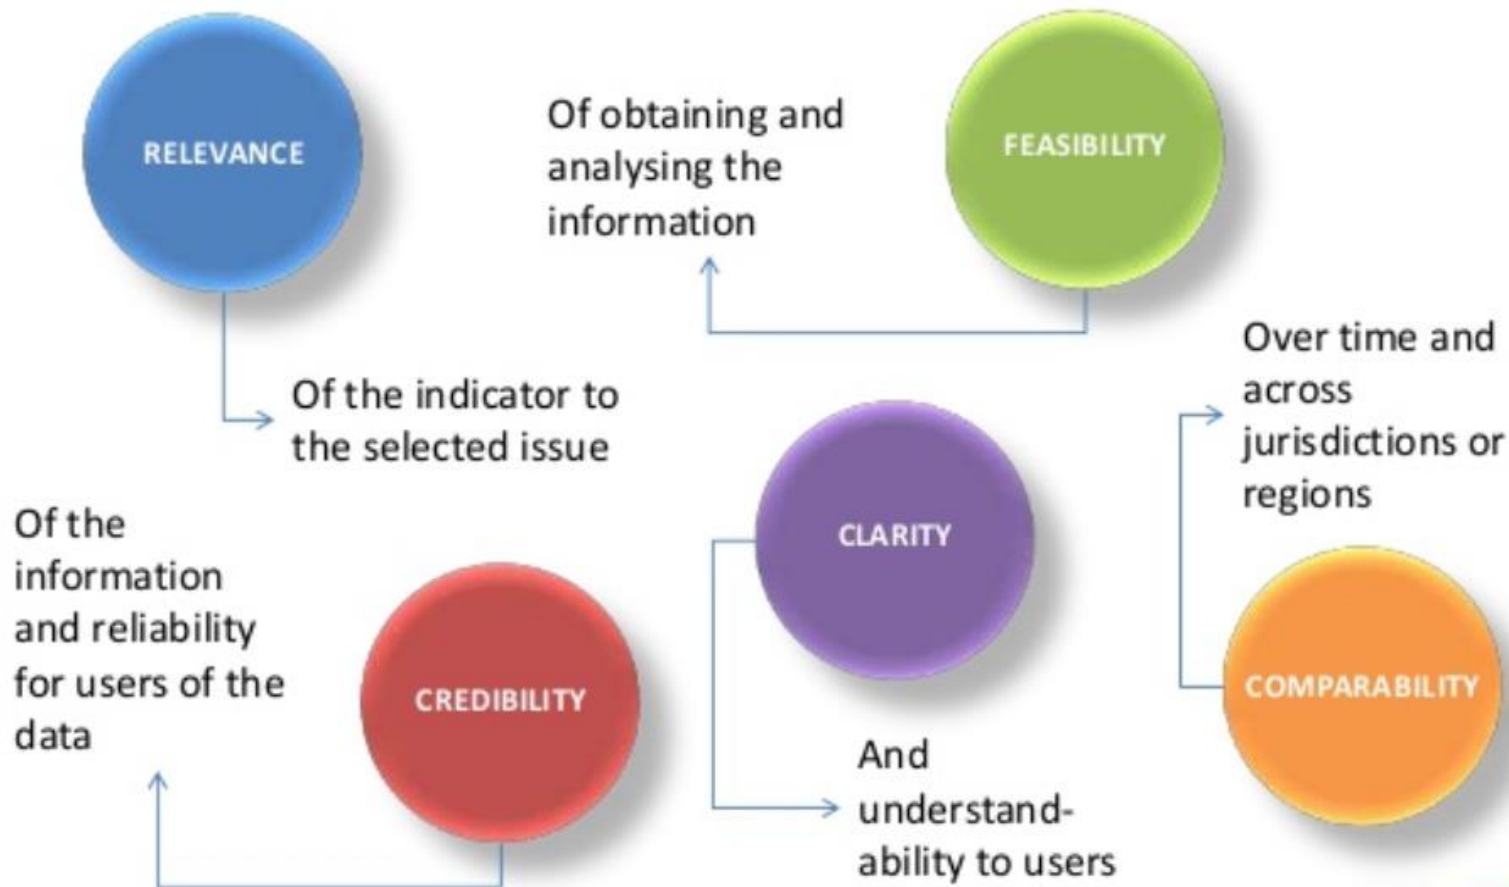 RELEVANCE
Of the indicator to
the selected issue
Of obtaining and
analysing the
information
FEASIBILITY
Over time and
across
jurisdictions or
regions
COMPARABILITY
CLARITY
And
understand-
ability to users
Of the
information
and reliability
for users of the
data
CREDIBILITY